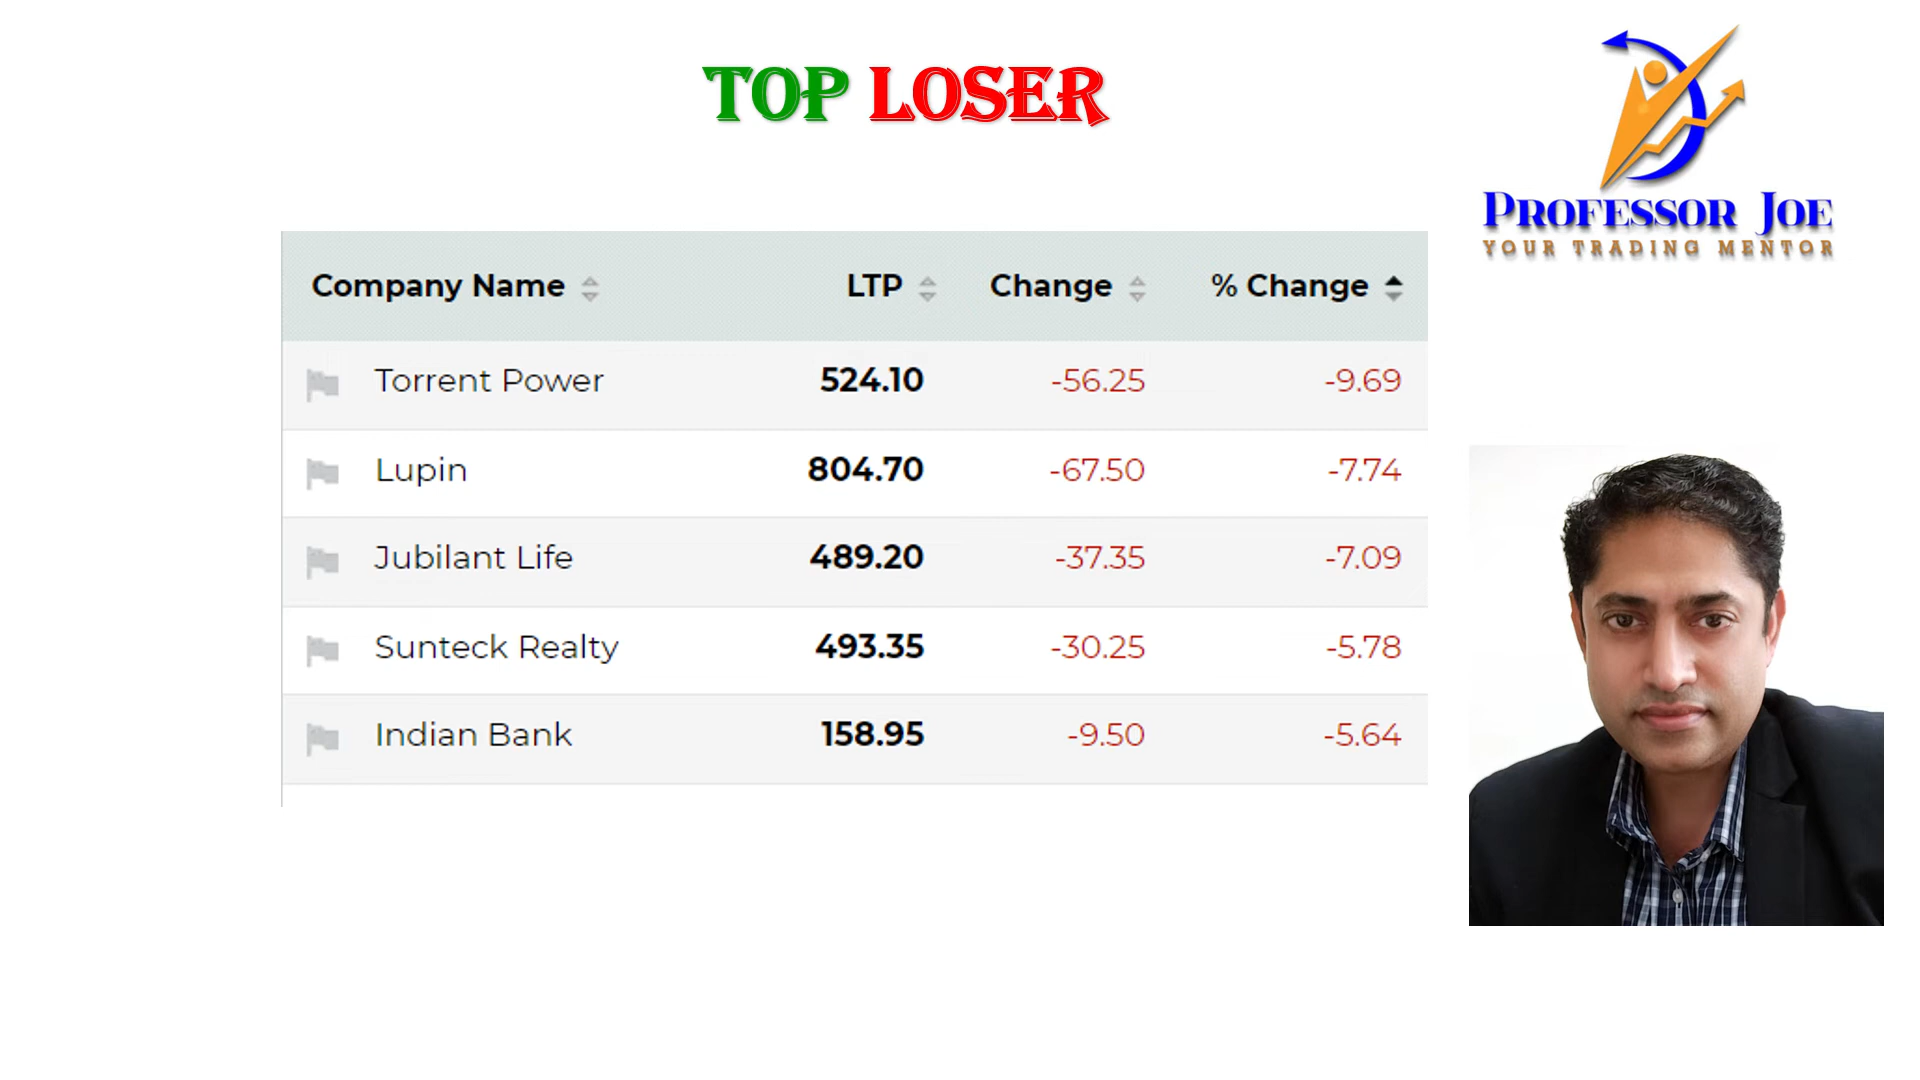 TOP LOSER
PROFESSOR JOE
YOUR TRADING MENTOR
Company Name LTP Change % Change
Torrent Power 524.10 -56.25 -9.69
Lupin 804.70 -67.50 -7.74
Jubilant Life 489.20 -37.35 -7.09
Sunteck Realty 493.35 -30.25 -5.78
Indian Bank 158.95 -9.50 -5.64